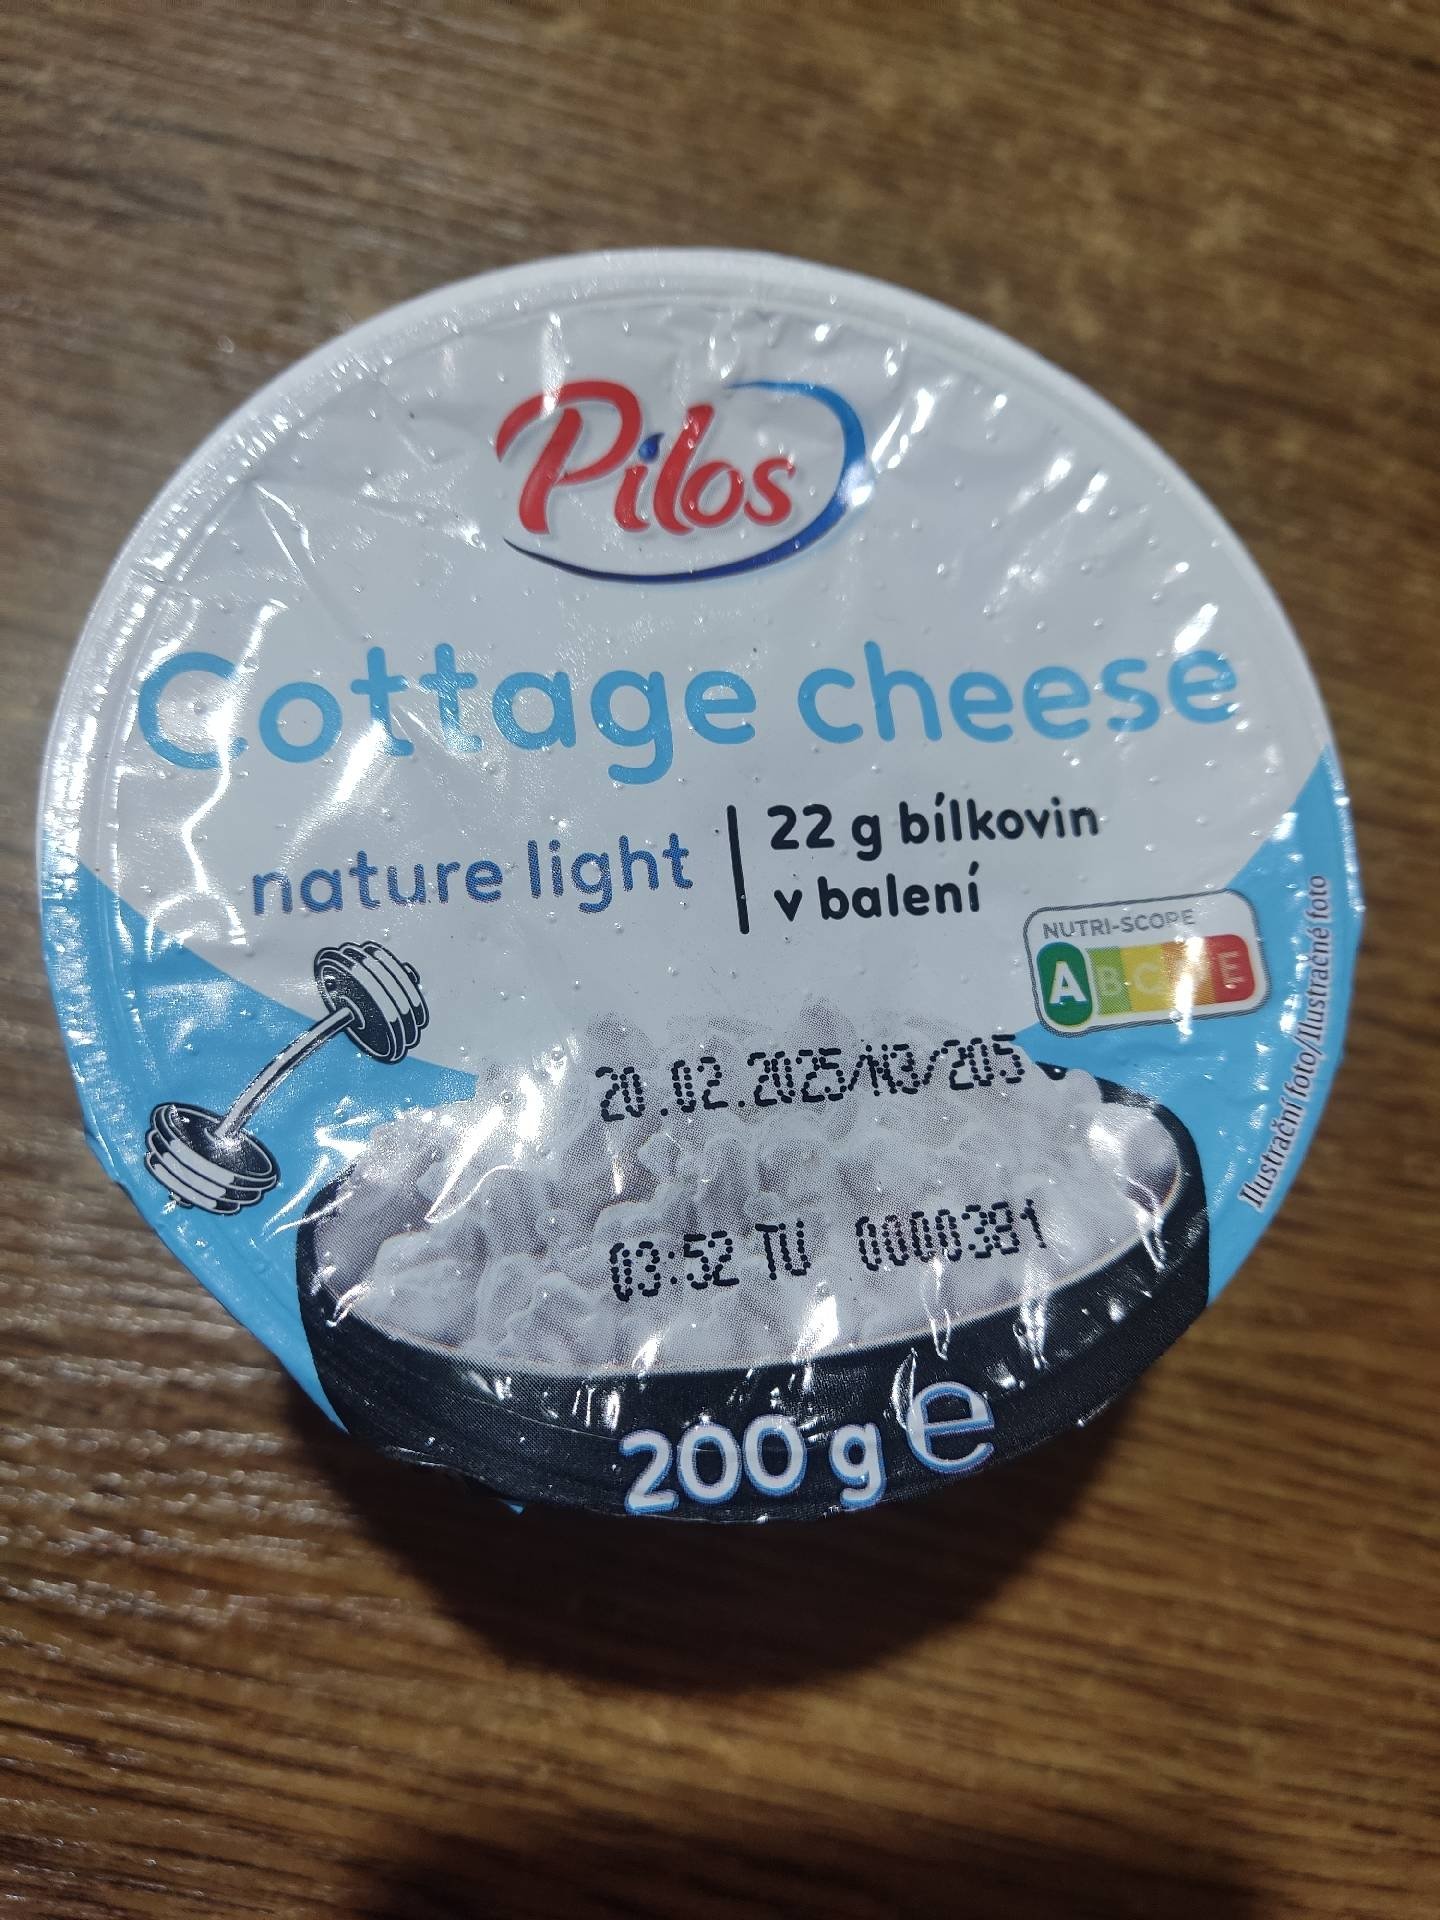 Pilos
Cottage cheese
nature light
22 g bílkovin
v balení
NUTRI-SCORE
A B C D E
20.02.2025/N3/205
03:52 TU 0000381
200 g e
Ilustrační foto/Ilustračné foto